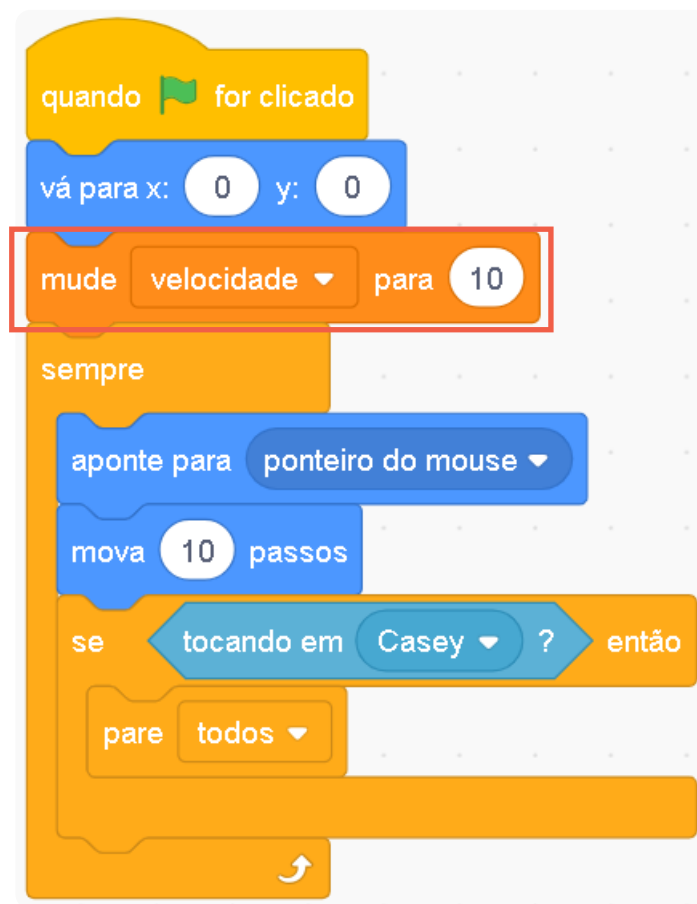 quando for clicado
vá para x: 0 y: 0
mude velocidade para 10
sempre
aponte para ponteiro do mouse
mova 10 passos
se tocando em Casey ? então
pare todos